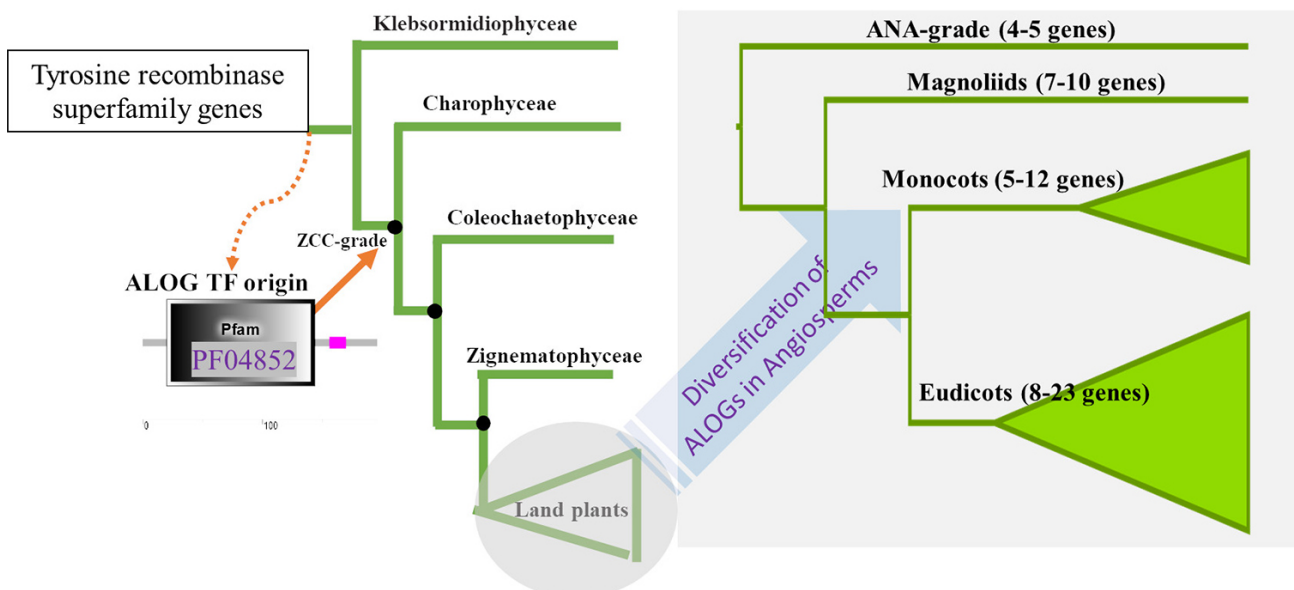 Klebsormidiophyceae
Tyrosine recombinase
superfamily genes
Charophyceae
Coleochaetophyceae
ZCC-grade
ALOG TF origin
Pfam
PF04852
0
100
Zignematophyceae
Land plants
Diversification of
ALOGs in Angiosperms
ANA-grade (4-5 genes)
Magnoliids (7-10 genes)
Monocots (5-12 genes)
Eudicots (8-23 genes)